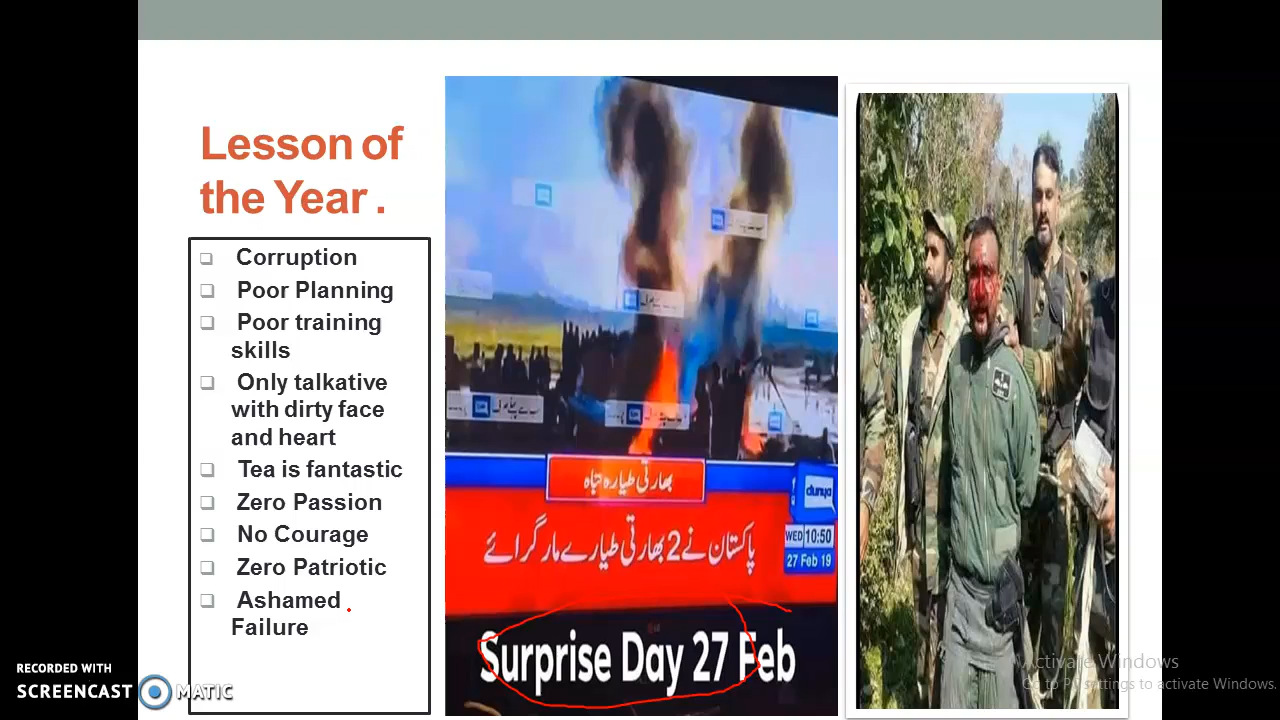 Lesson of
the Year .
Corruption
Poor Planning
Poor training
skills
Only talkative
with dirty face
and heart
Tea is fantastic
Zero Passion
No Courage
Zero Patriotic
Ashamed
Failure
بھارتی طیارہ تباہ
dunya
پاکستان نے 2 بھارتی طیارے مار گرائے
WED 10:50
27 Feb 19
Surprise Day 27 Feb
Activate Windows
Go to PC settings to activate Windows.
RECORDED WITH
SCREENCAST MATIC